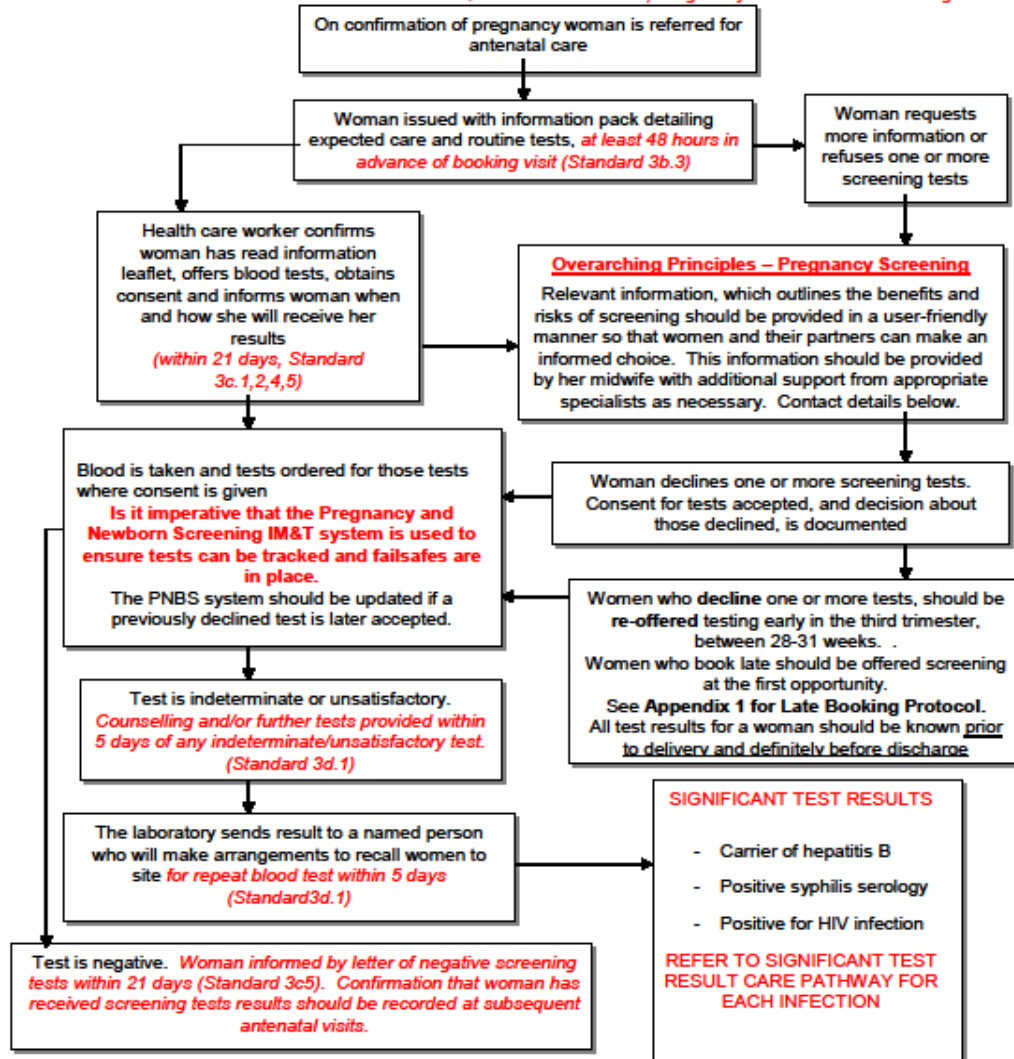 On confirmation of pregnancy woman is referred for
antenatal care
Woman issued with information pack detailing
expected care and routine tests, at least 48 hours in
advance of booking visit (Standard 3b.3)
Woman requests
more information or
refuses one or more
screening tests
Health care worker confirms
woman has read information
leaflet, offers blood tests, obtains
consent and informs woman when
and how she will receive her
results
(within 21 days, Standard
3c.1,2,4,5)
Overarching Principles – Pregnancy Screening
Relevant information, which outlines the benefits and
risks of screening should be provided in a user-friendly
manner so that women and their partners can make an
informed choice. This information should be provided
by her midwife with additional support from appropriate
specialists as necessary. Contact details below.
Blood is taken and tests ordered for those tests
where consent is given
Is it imperative that the Pregnancy and
Newborn Screening IM&T system is used to
ensure tests can be tracked and failsafes are
in place.
The PNBS system should be updated if a
previously declined test is later accepted.
Woman declines one or more screening tests.
Consent for tests accepted, and decision about
those declined, is documented
Women who decline one or more tests, should be
re-offered testing early in the third trimester,
between 28-31 weeks. .
Women who book late should be offered screening
at the first opportunity.
See Appendix 1 for Late Booking Protocol.
All test results for a woman should be known prior
to delivery and definitely before discharge
Test is indeterminate or unsatisfactory.
Counselling and/or further tests provided within
5 days of any indeterminate/unsatisfactory test.
(Standard 3d.1)
The laboratory sends result to a named person
who will make arrangements to recall women to
site for repeat blood test within 5 days
(Standard3d.1)
SIGNIFICANT TEST RESULTS
- Carrier of hepatitis B
- Positive syphilis serology
- Positive for HIV infection
REFER TO SIGNIFICANT TEST
RESULT CARE PATHWAY FOR
EACH INFECTION
Test is negative. Woman informed by letter of negative screening
tests within 21 days (Standard 3c5). Confirmation that woman has
received screening tests results should be recorded at subsequent
antenatal visits.